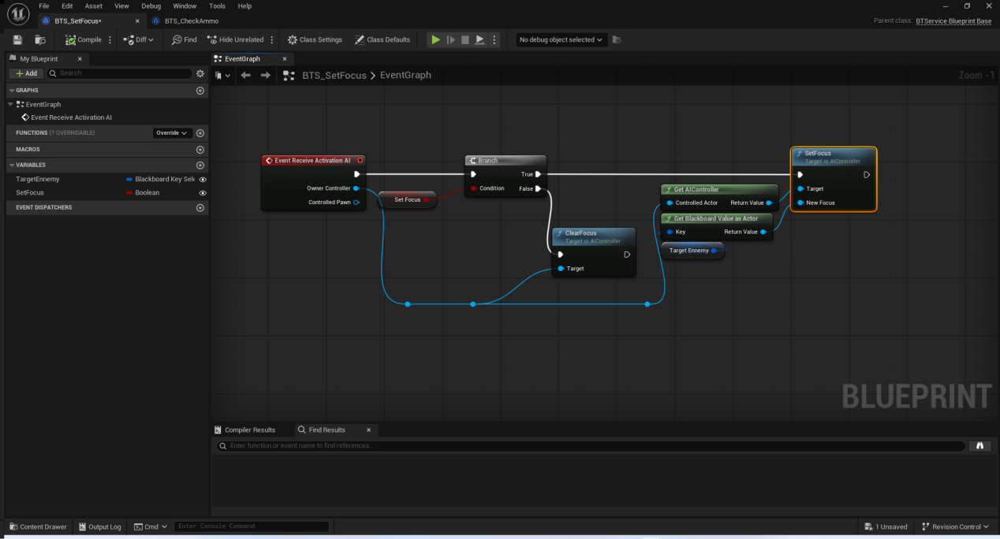 File Edit Asset View Debug Window Tools Help
BTS_SetFocus* × BTS_CheckAmmo
Parent class: BTService Blueprint Base
Compile Diff Find Hide Unrelated Class Settings Class Defaults No debug object selected
My Blueprint ×
EventGraph ×
+ Add Search
BTS_SetFocus > EventGraph
Zoom -1
GRAPHS
EventGraph
Event Receive Activation AI
FUNCTIONS (7 OVERRIDABLE) Override
MACROS
VARIABLES
TargetEnnemy Blackboard Key Sele
SetFocus Boolean
EVENT DISPATCHERS
Event Receive Activation AI
Owner Controller
Controlled Pawn
Set Focus
Branch
True
Condition False
ClearFocus
Target is AIController
Target
Get AIController
Controlled Actor Return Value
Get Blackboard Value as Actor
Key Return Value
Target Ennemy
SetFocus
Target is AIController
Target
New Focus
BLUEPRINT
Compiler Results Find Results ×
Enter function or event name to find references...
Content Drawer Output Log Cmd Enter Console Command 1 Unsaved Revision Control